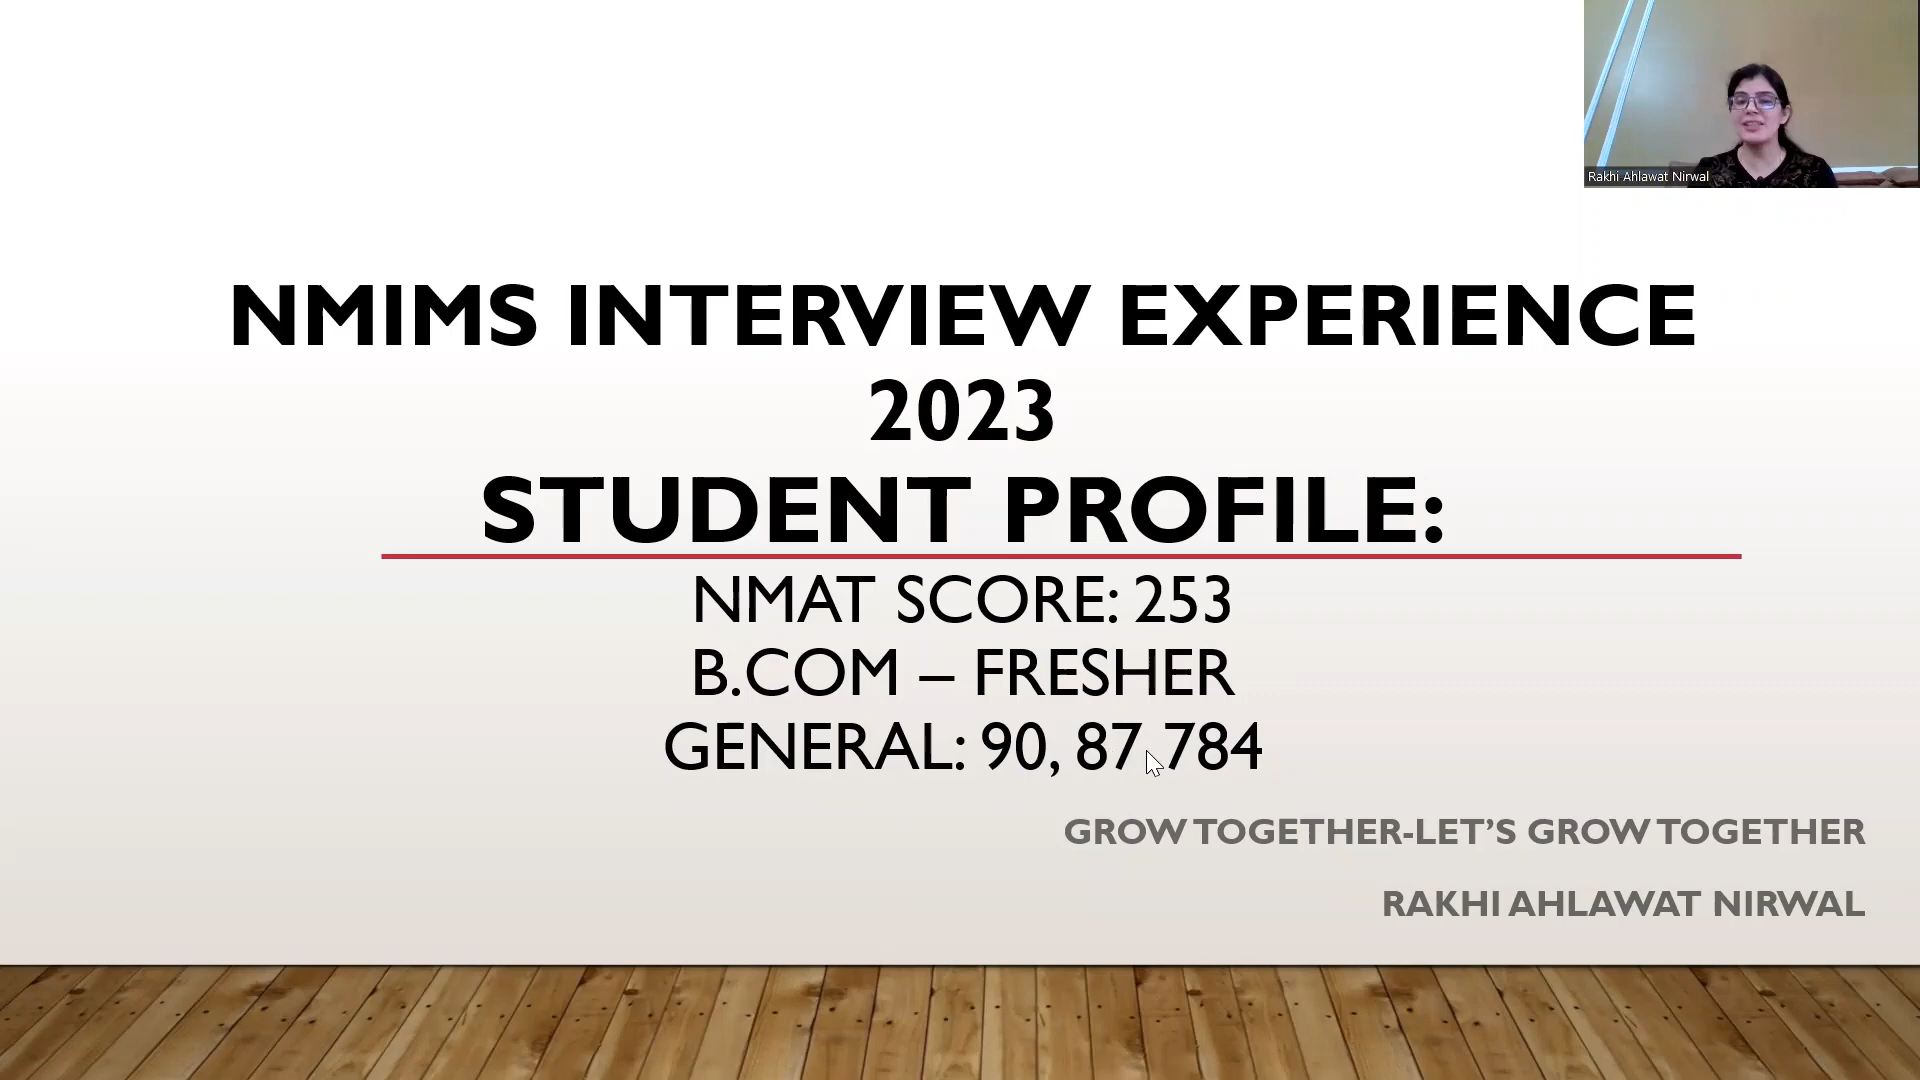 Rakhi Ahlawat Nirwal
NMIMS INTERVIEW EXPERIENCE
2023
STUDENT PROFILE:
NMAT SCORE: 253
B.COM – FRESHER
GENERAL: 90, 87.784
GROW TOGETHER-LET'S GROW TOGETHER
RAKHI AHLAWAT NIRWAL